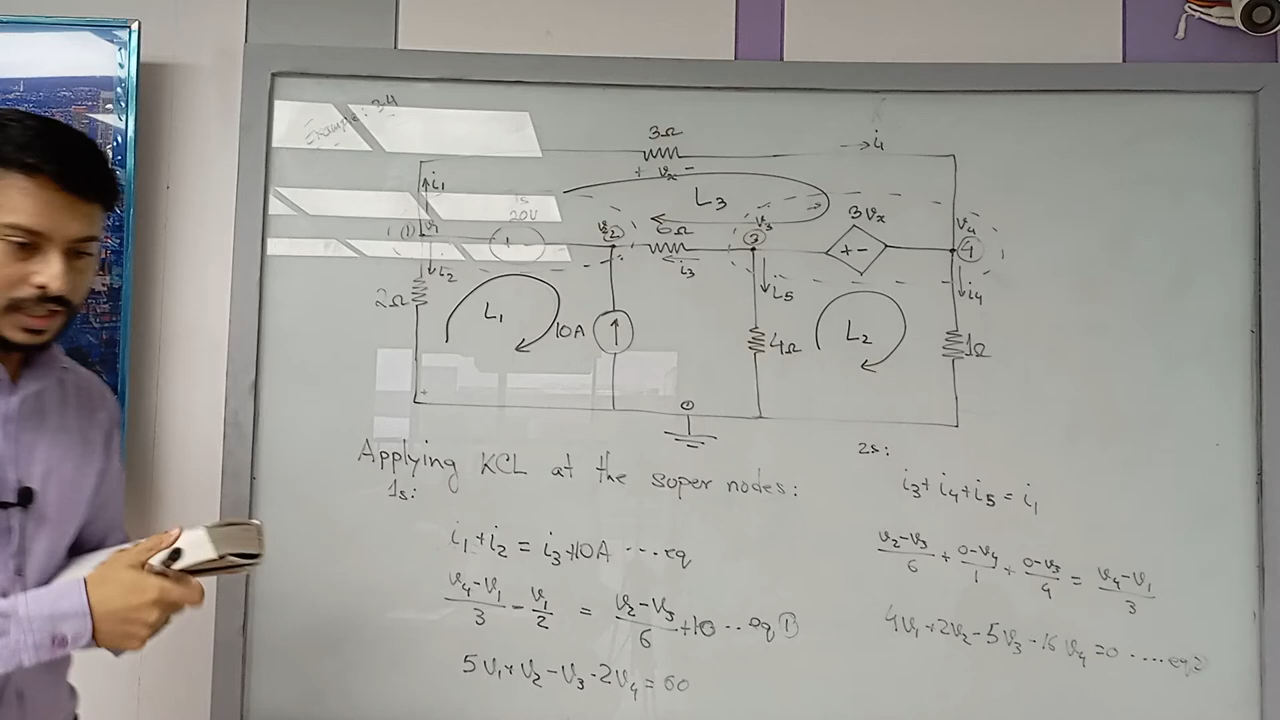 Example: 3.4
3Ω
→ i₁
+ vₓ -
i₁
L₃
1s
20V
(1) v₁
+ -
v₂
2
6Ω
v₃
3
3vₓ
+ -
v₄
4
i₂
i₃
i₅
i₄
2Ω
L₁
10A
4Ω
L₂
1Ω
0
Applying KCL at the super nodes:
1s:
i₁+i₂ = i₃+10A ...eq
(v₄-v₁)/3 - v₁/2 = (v₂-v₃)/6 +10 ...eq ①
5v₁+v₂-v₃-2v₄=60
2s:
i₃+i₄+i₅=i₁
(v₂-v₃)/6 + (0-v₄)/1 + (0-v₃)/4 = (v₄-v₁)/3
4v₁+2v₂-5v₃-16v₄=0 ....eq2